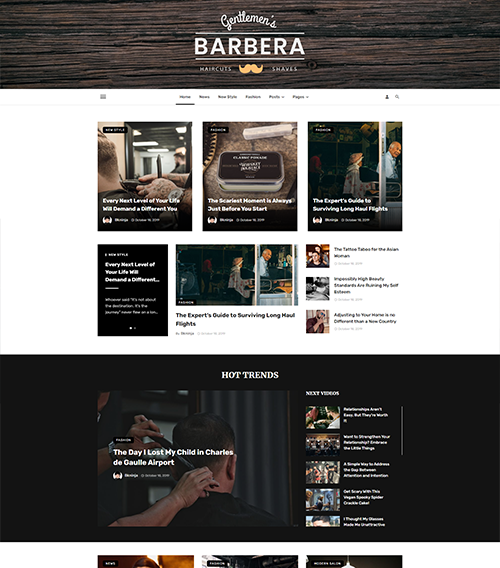 Gentlemen's
BARBERA
HAIRCUTS SHAVES
Home News New Style Fashion Posts Pages
NEW STYLE
Every Next Level of Your Life
Will Demand a Different You
Bkninja October 16, 2019
FASHION
CLASSIC POMADE
The Scariest Moment is Always
Just Before You Start
Bkninja October 16, 2019
FASHION
The Expert's Guide to
Surviving Long Haul Flights
Bkninja October 16, 2019
NEW STYLE
Every Next Level of
Your Life Will
Demand a Different...
Whoever said "It's not about
the destination. It's the
journey" never flew on a lon...
FASHION
The Expert's Guide to Surviving Long Haul
Flights
By Bkninja October 16, 2019
The Tattoo Taboo for the Asian
Woman
October 16, 2019
Impossibly High Beauty
Standards Are Ruining My Self
Esteem
October 16, 2019
Adjusting to Your Home is no
Different than a New Country
October 16, 2019
HOT TRENDS
FASHION
The Day I Lost My Child in Charles
de Gaulle Airport
Bkninja October 16, 2019
NEXT VIDEOS
Relationships Aren't
Easy, But They're Worth
It
Want to Strengthen Your
Relationship? Embrace
the Little Things
A Simple Way to Address
the Gap Between
Attention and Intention
Get Scary With This
Vegan Speeky Spider
Crackle Cake!
I Thought My Glasses
Made Me Unattractive
NEWS
FASHION
MODERN SALON